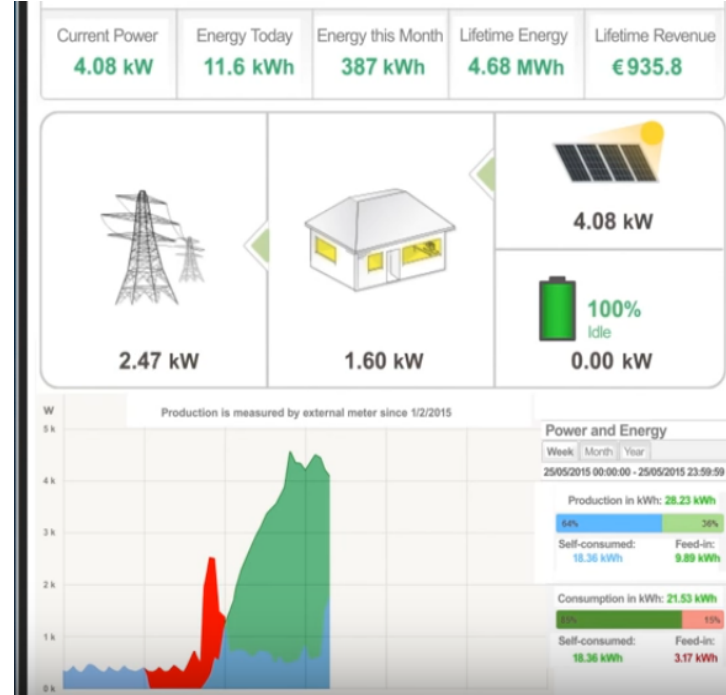 Current Power
4.08 kW
Energy Today
11.6 kWh
Energy this Month
387 kWh
Lifetime Energy
4.68 MWh
Lifetime Revenue
€935.8
4.08 kW
100%
Idle
2.47 kW
1.60 kW
0.00 kW
W
Production is measured by external meter since 1/2/2015
5 k
4 k
3 k
2 k
1 k
0 k
Power and Energy
Week Month Year
25/05/2015 00:00:00 - 25/05/2015 23:59:59
Production in kWh: 28.23 kWh
64% 36%
Self-consumed: Feed-in:
18.36 kWh 9.89 kWh
Consumption in kWh: 21.53 kWh
85% 15%
Self-consumed: Feed-in:
18.36 kWh 3.17 kWh